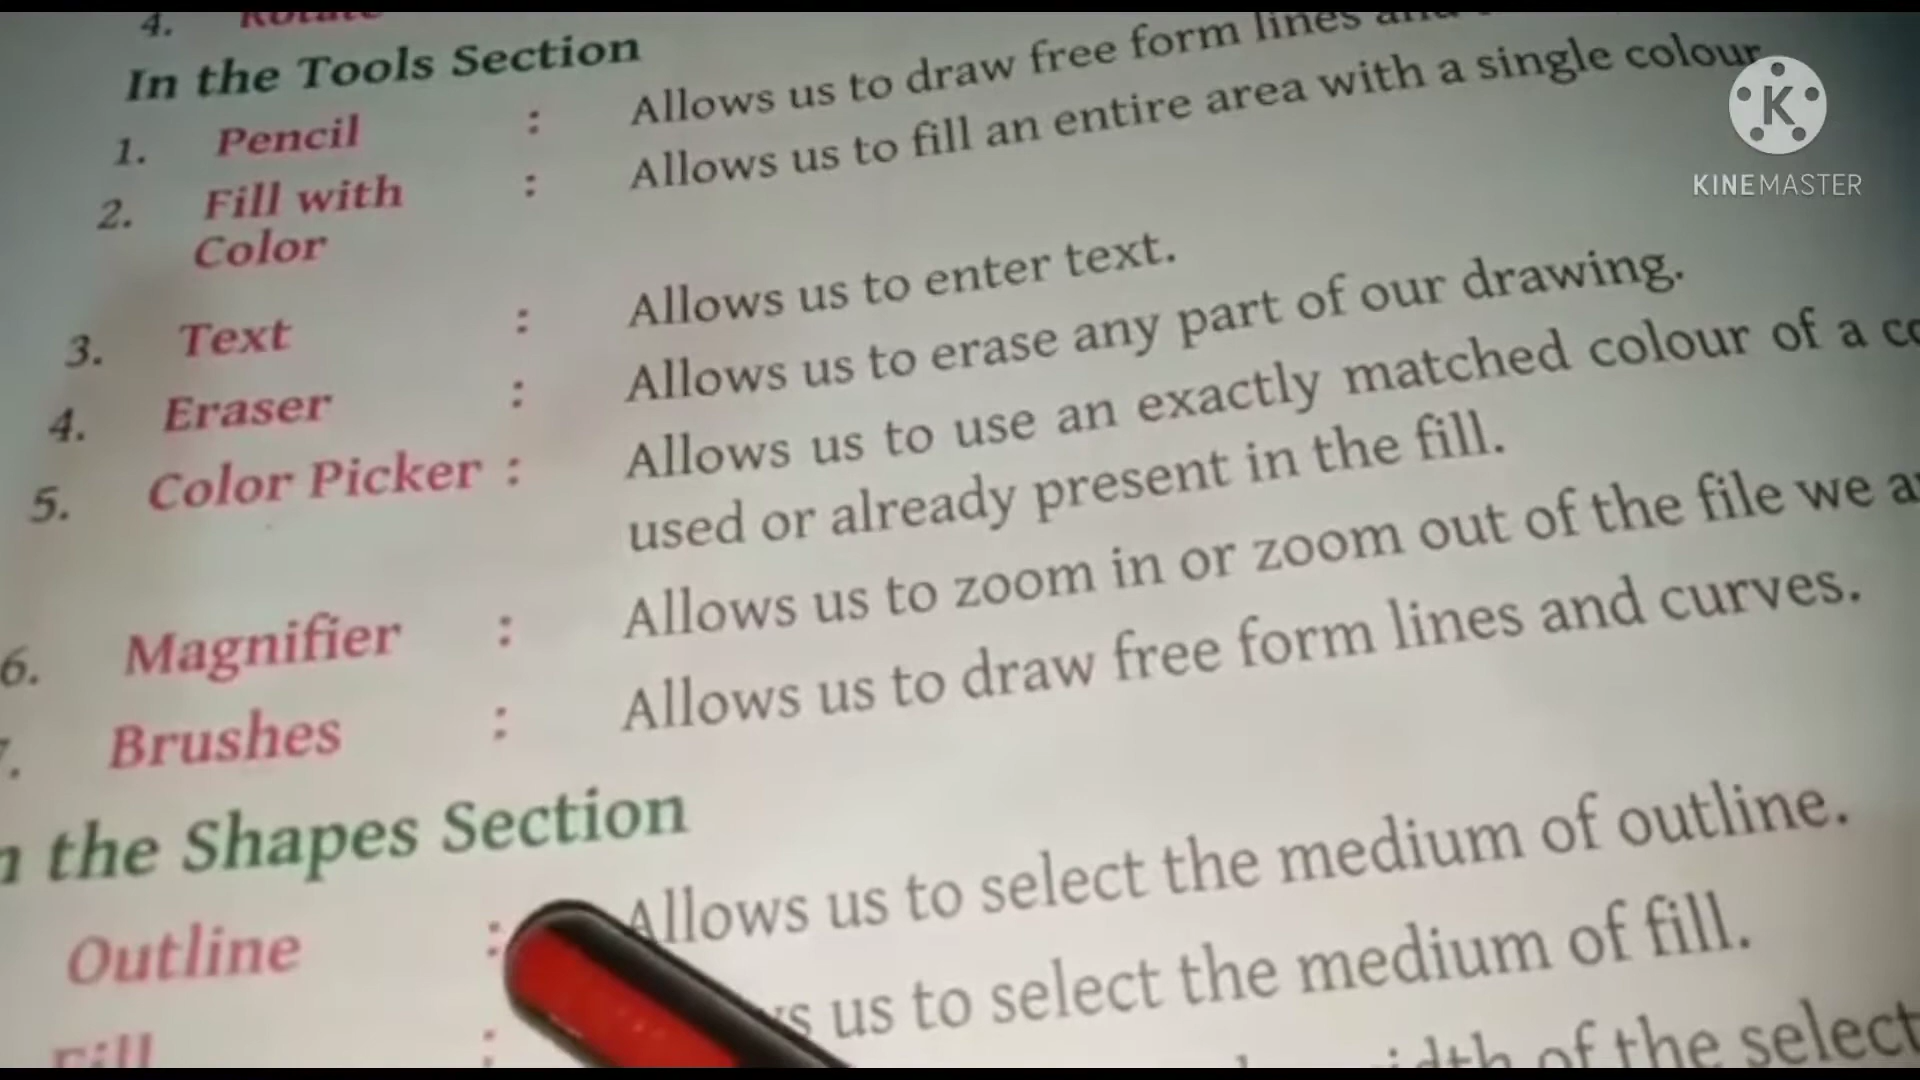 4. Rotate
In the Tools Section
1. Pencil : Allows us to draw free form lines and
2. Fill with : Allows us to fill an entire area with a single colour
Color
3. Text : Allows us to enter text.
4. Eraser : Allows us to erase any part of our drawing.
5. Color Picker : Allows us to use an exactly matched colour of a
used or already present in the fill.
6. Magnifier : Allows us to zoom in or zoom out of the file we
7. Brushes : Allows us to draw free form lines and curves.
the Shapes Section
Outline : Allows us to select the medium of outline.
Fill : us to select the medium of fill.
of the select
K
KINEMASTER